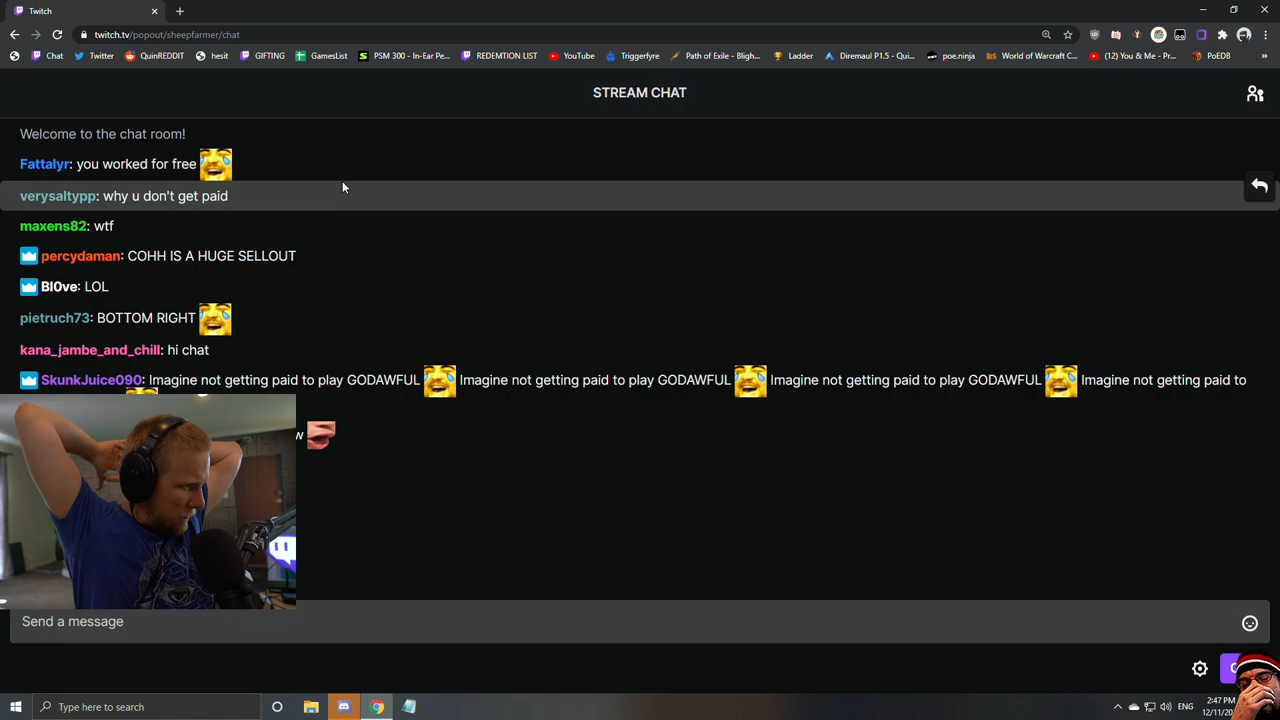 Twitch
twitch.tv/popout/sheepfarmer/chat
Chat Twitter QuinREDDIT hesit GIFTING GamesList PSM 300 - In-Ear Pe... REDEMTION LIST YouTube Triggerfyre Path of Exile - Bligh... Ladder Diremaul P1.5 - Qui... poe.ninja World of Warcraft C... (12) You & Me - Pr... PoEDB »
STREAM CHAT
Welcome to the chat room!
Fattalyr: you worked for free
verysaltypp: why u don't get paid
maxens82: wtf
percydaman: COHH IS A HUGE SELLOUT
Bl0ve: LOL
pietruch73: BOTTOM RIGHT
kana_jambe_and_chill: hi chat
SkunkJuice090: Imagine not getting paid to play GODAWFUL Imagine not getting paid to play GODAWFUL Imagine not getting paid to play GODAWFUL Imagine not getting paid to
w
Send a message
Type here to search
ENG
2:47 PM
12/11/20